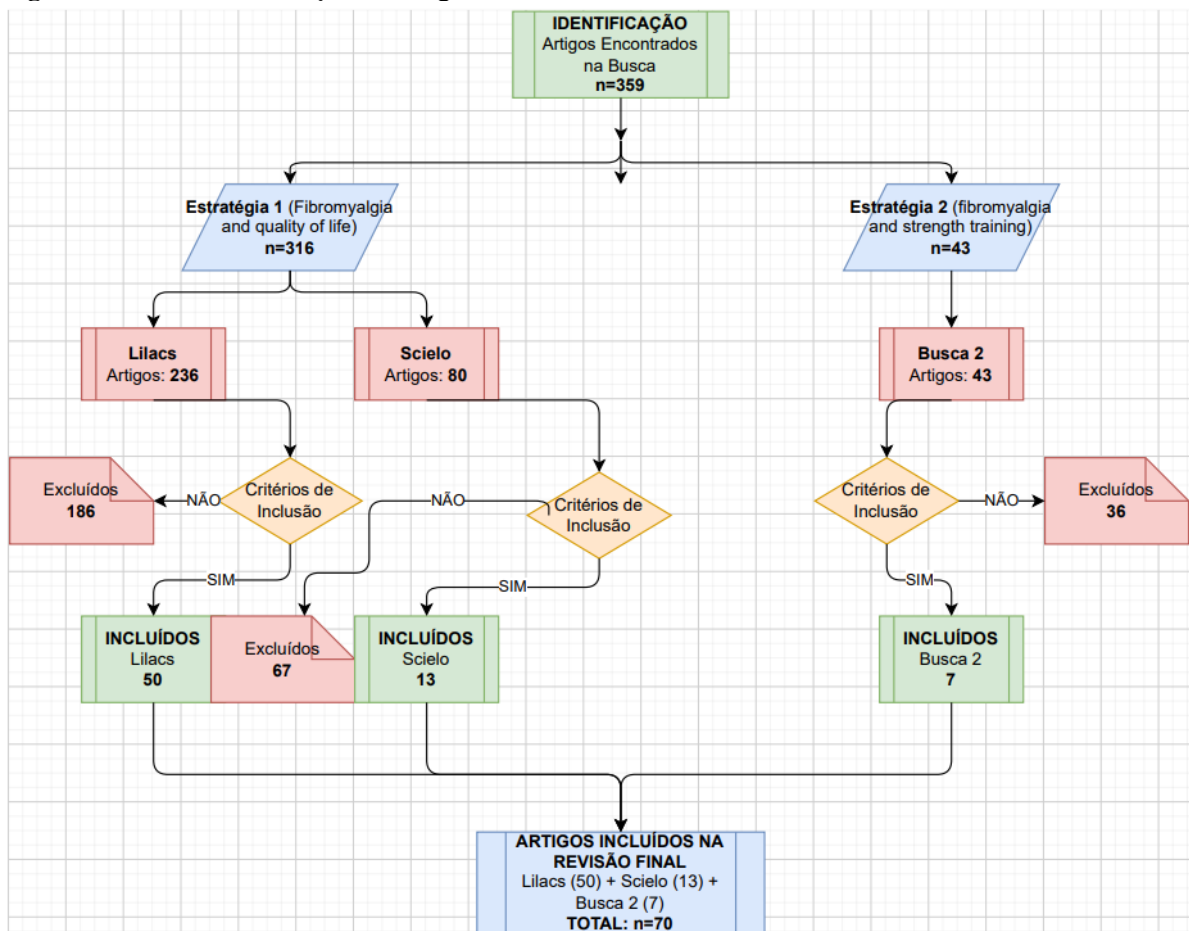 IDENTIFICAÇÃO
Artigos Encontrados
na Busca
n=359
Estratégia 1 (Fibromyalgia
and quality of life)
n=316
Estratégia 2 (fibromyalgia
and strength training)
n=43
Lilacs
Artigos: 236
Scielo
Artigos: 80
Busca 2
Artigos: 43
Excluídos
186
NÃO
Critérios de
Inclusão
NÃO
Critérios de
Inclusão
Critérios de
Inclusão
NÃO
Excluídos
36
SIM
SIM
SIM
INCLUÍDOS
Lilacs
50
Excluídos
67
INCLUÍDOS
Scielo
13
INCLUÍDOS
Busca 2
7
ARTIGOS INCLUÍDOS NA
REVISÃO FINAL
Lilacs (50) + Scielo (13) +
Busca 2 (7)
TOTAL: n=70